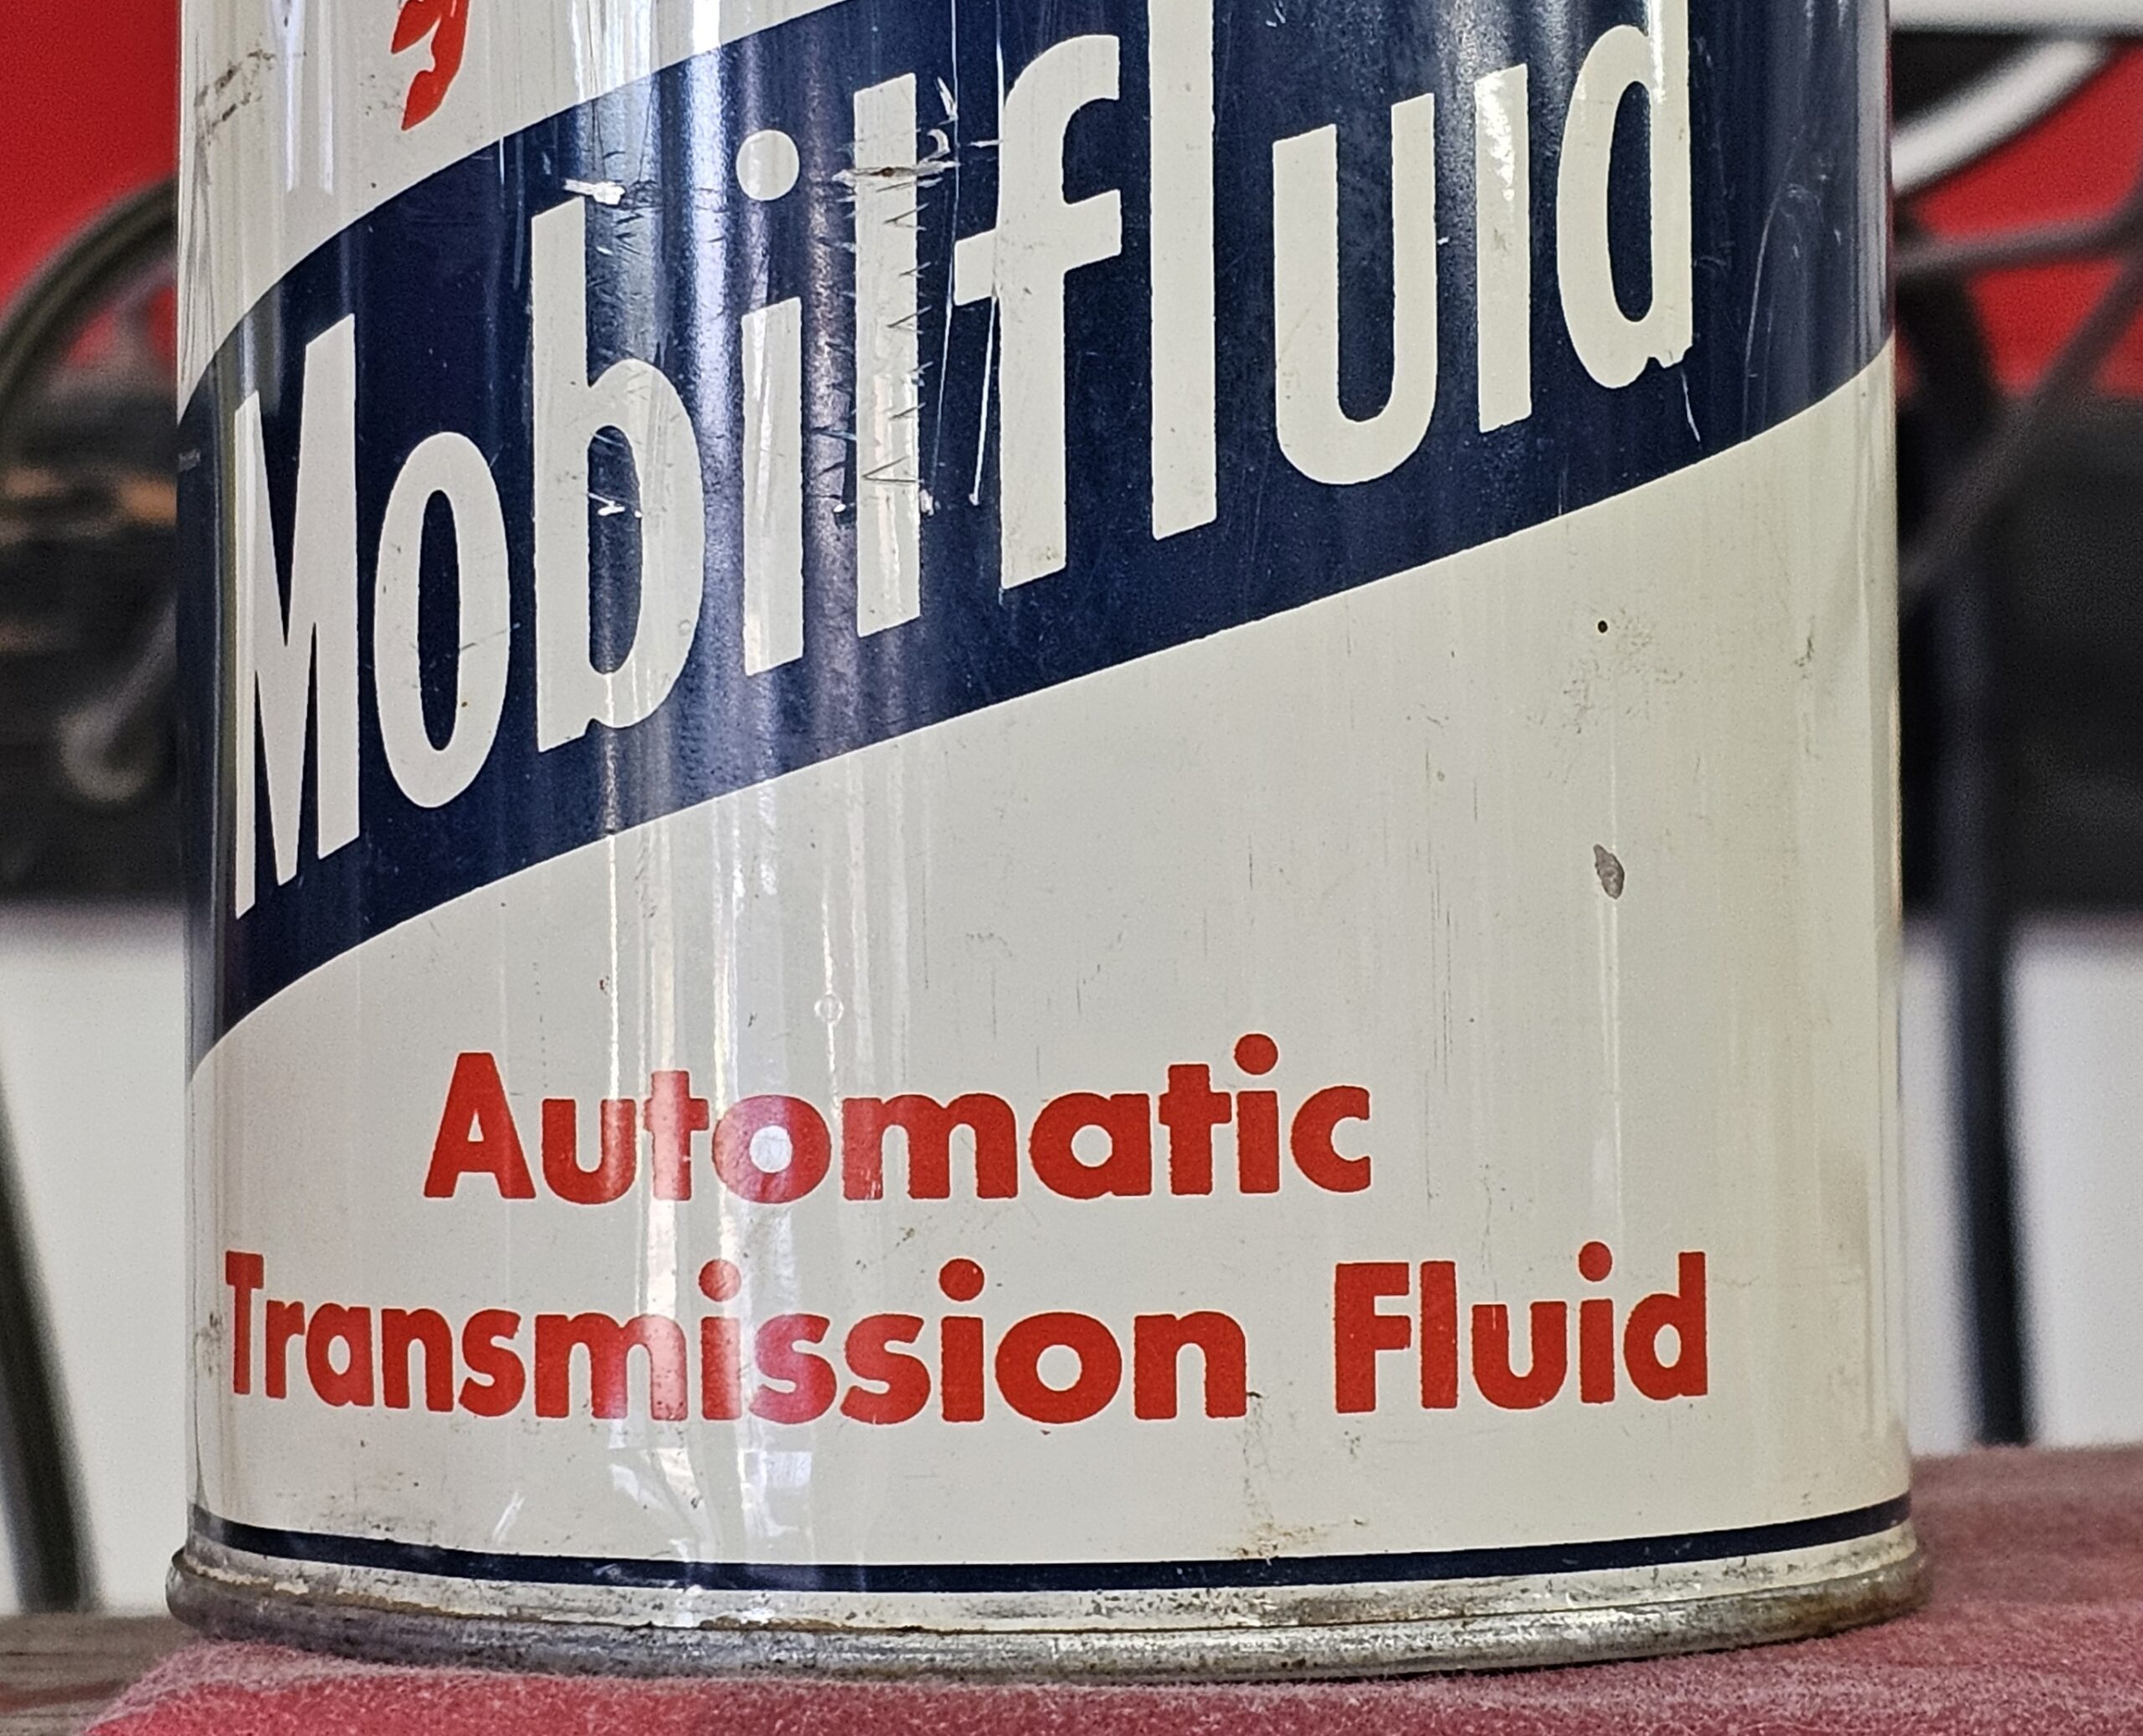 Mobilfluid
Automatic
Transmission Fluid